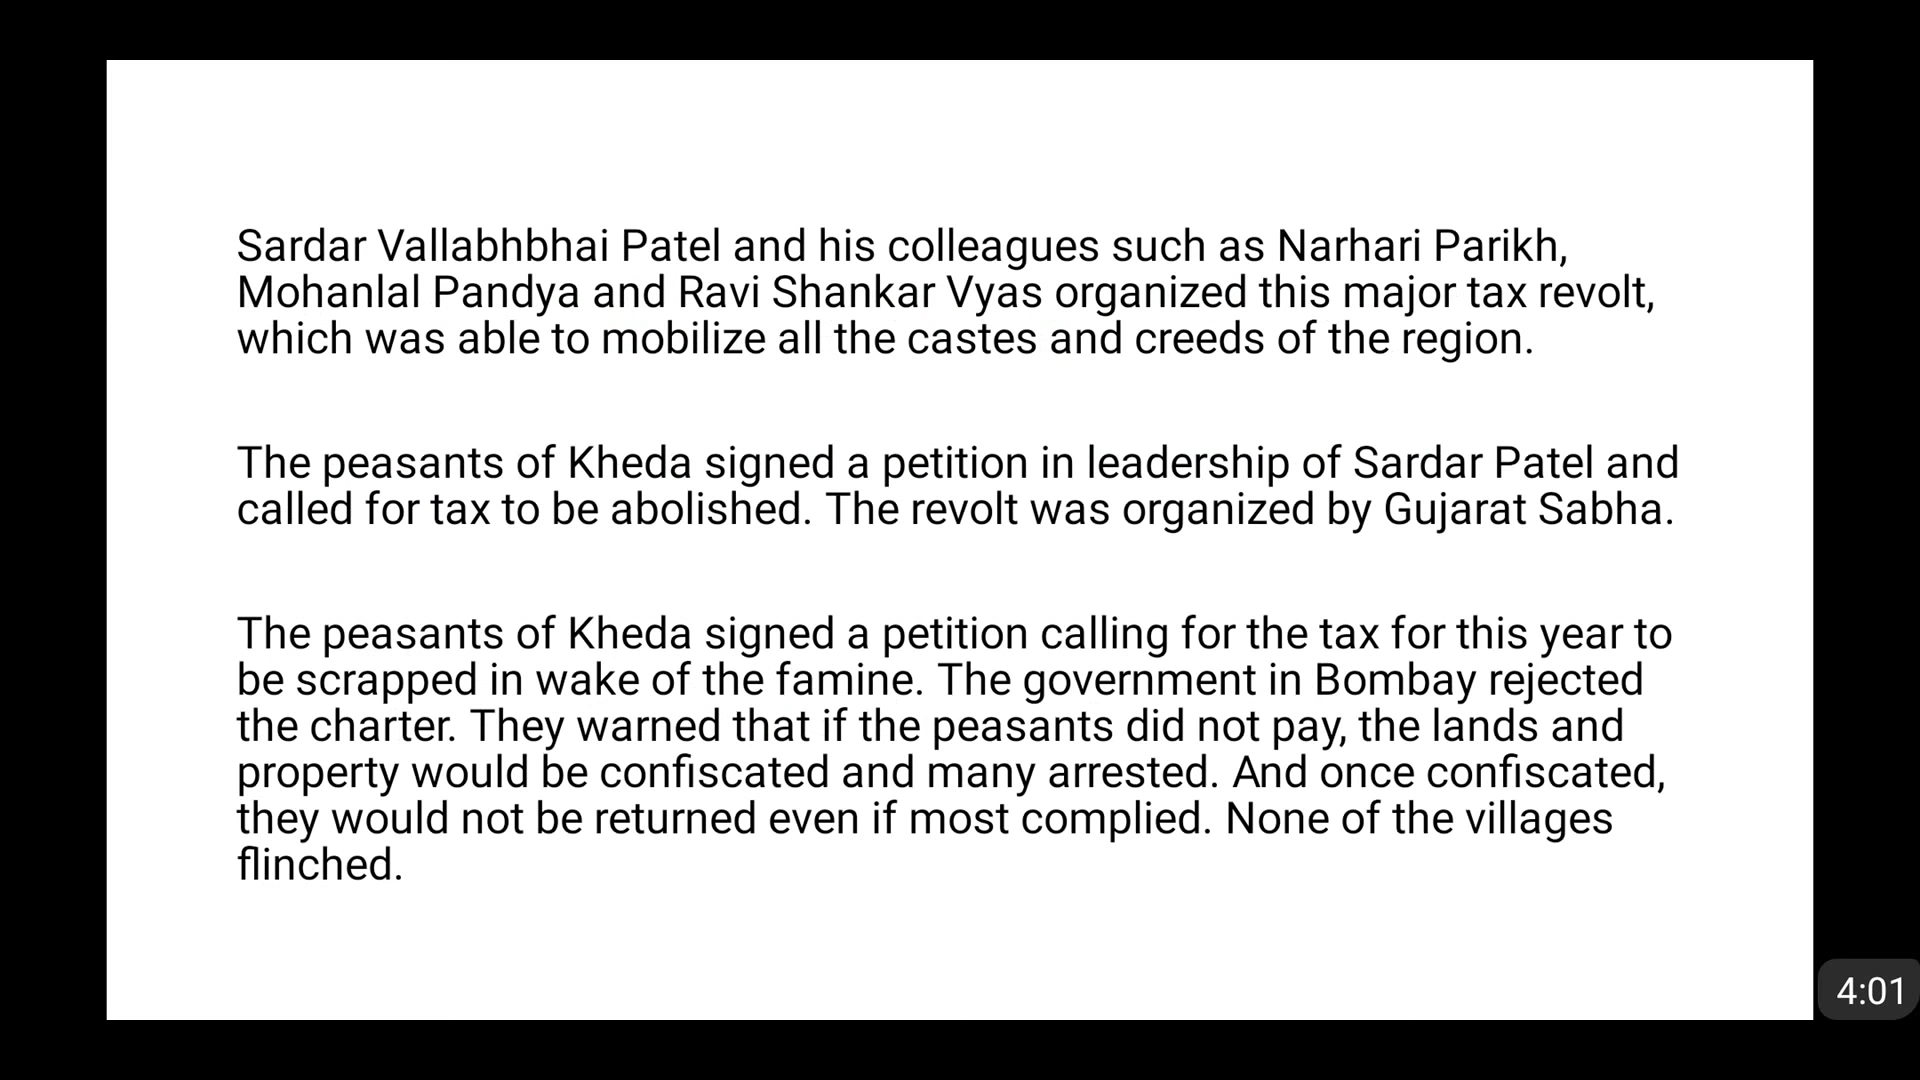 Sardar Vallabhbhai Patel and his colleagues such as Narhari Parikh,
Mohanlal Pandya and Ravi Shankar Vyas organized this major tax revolt,
which was able to mobilize all the castes and creeds of the region.
The peasants of Kheda signed a petition in leadership of Sardar Patel and
called for tax to be abolished. The revolt was organized by Gujarat Sabha.
The peasants of Kheda signed a petition calling for the tax for this year to
be scrapped in wake of the famine. The government in Bombay rejected
the charter. They warned that if the peasants did not pay, the lands and
property would be confiscated and many arrested. And once confiscated,
they would not be returned even if most complied. None of the villages
flinched.
4:01